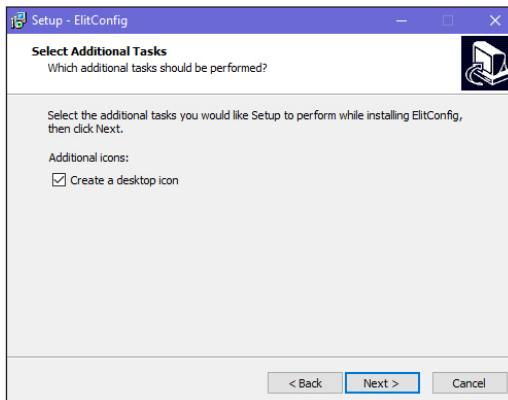 Setup - ElitConfig
Select Additional Tasks
Which additional tasks should be performed?
Select the additional tasks you would like Setup to perform while installing ElitConfig,
then click Next.
Additional icons:
Create a desktop icon
< Back
Next >
Cancel